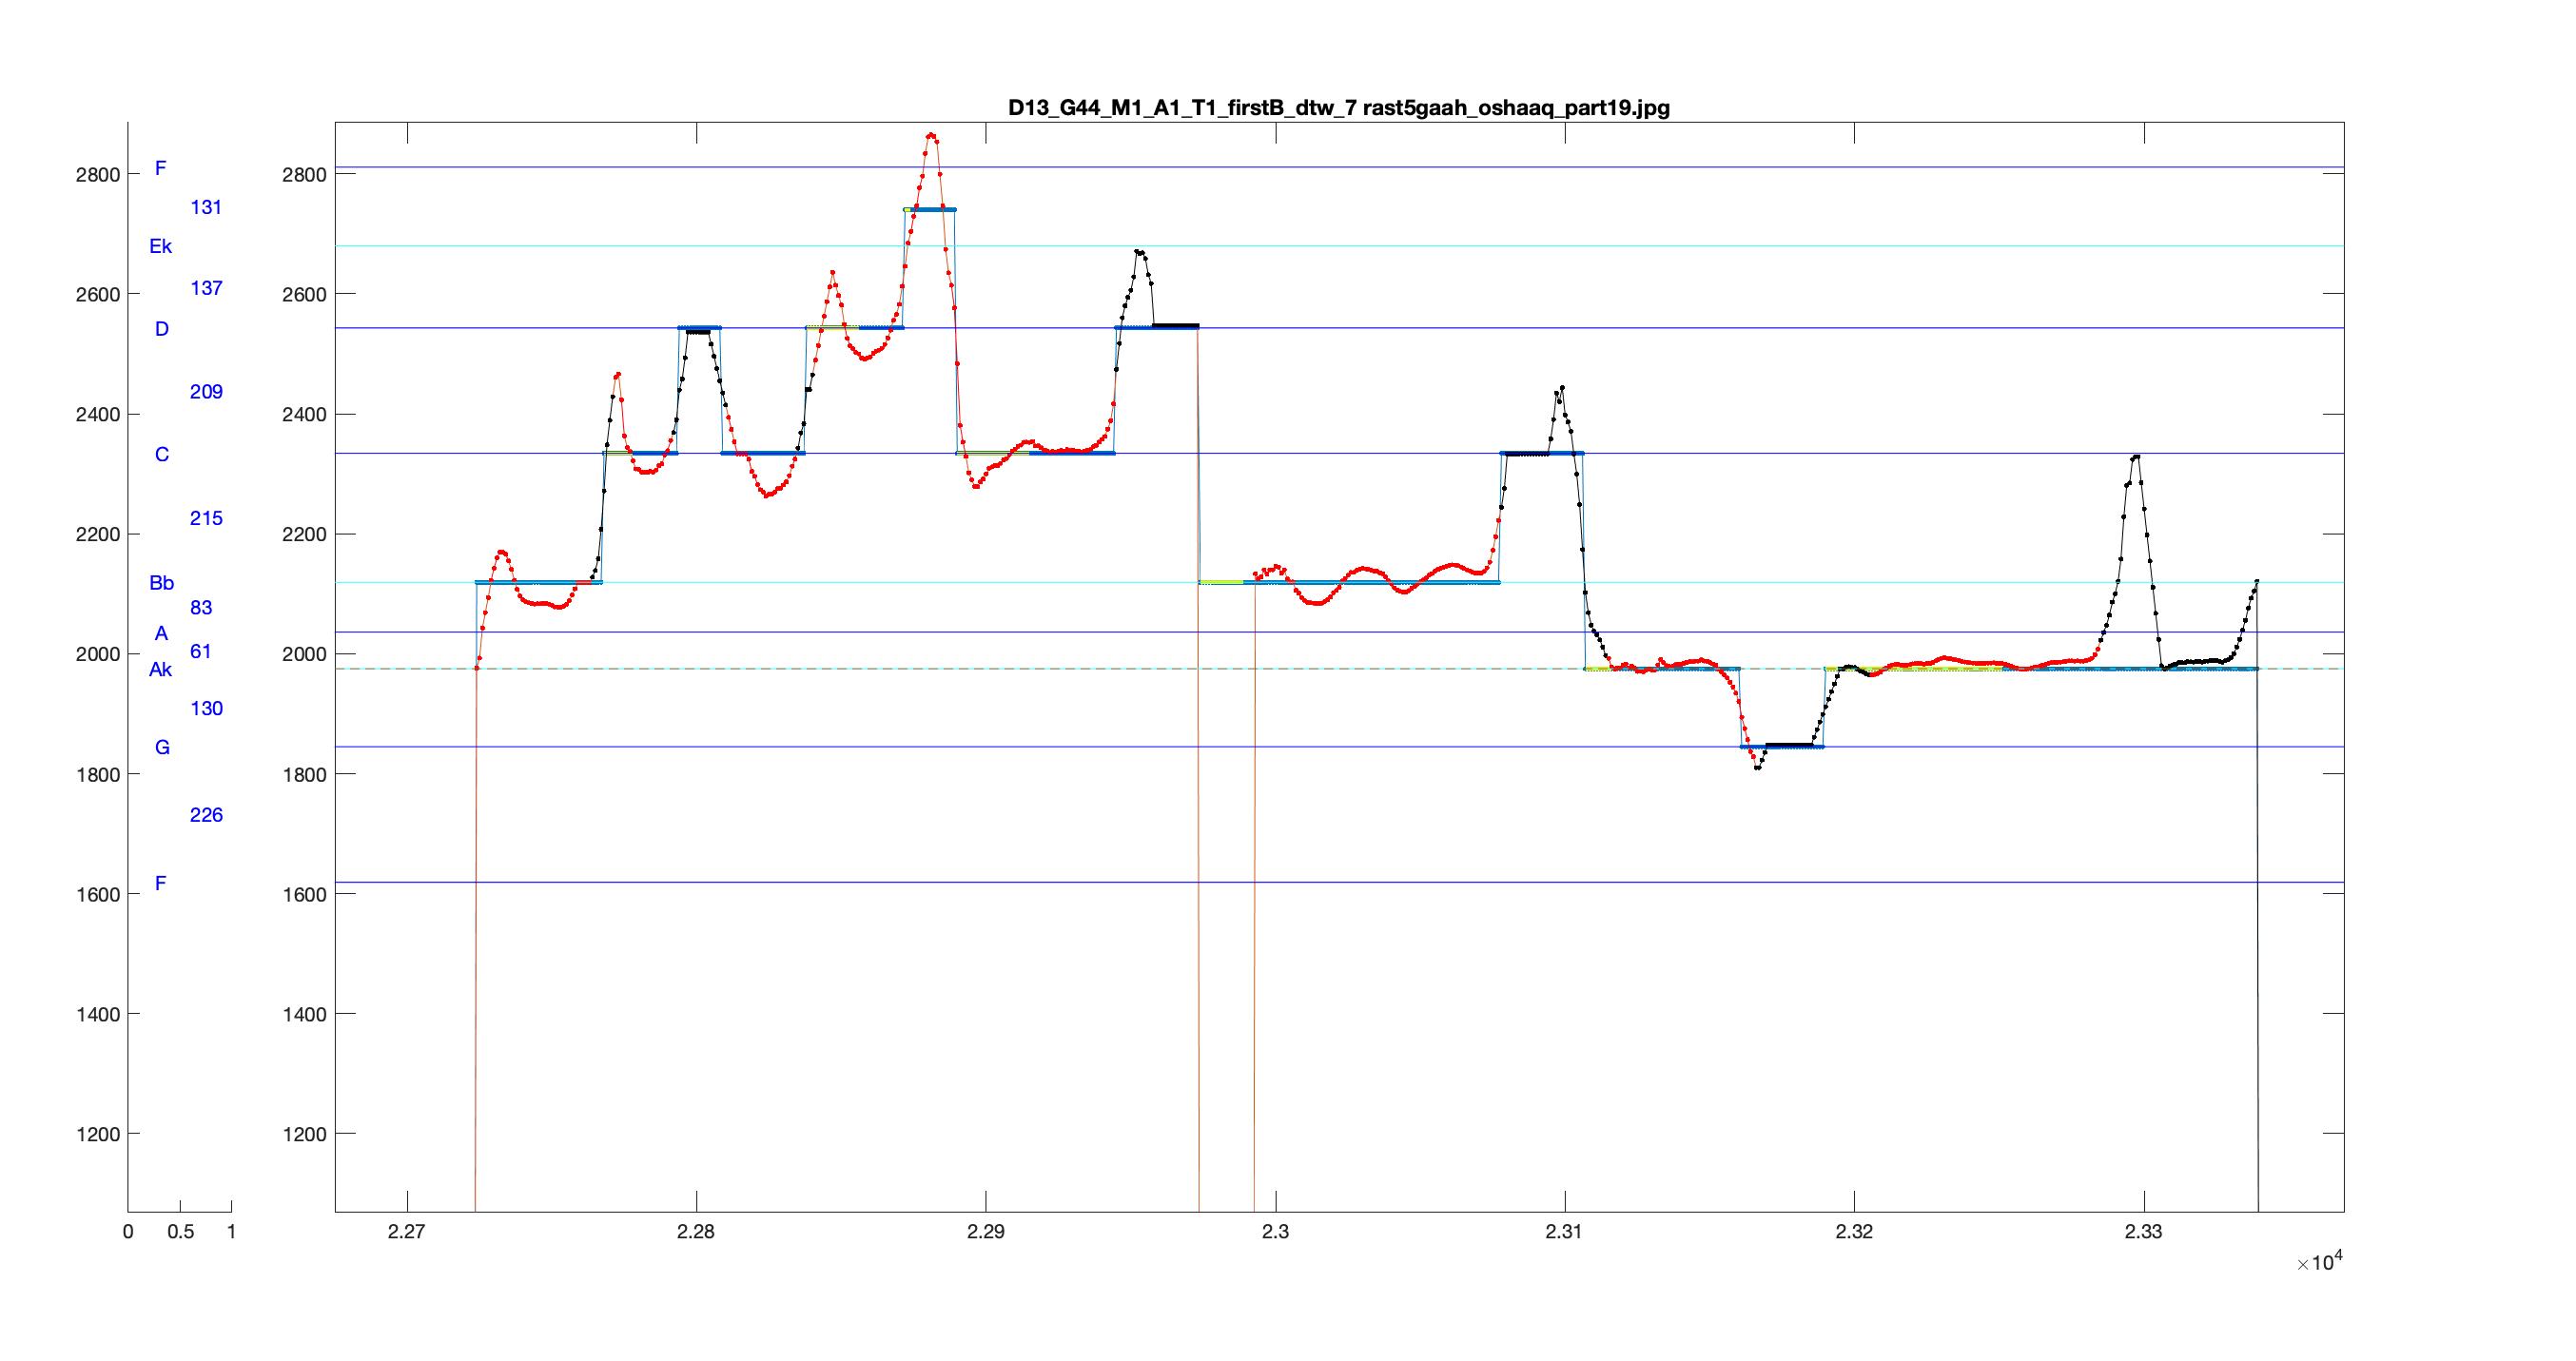 D13_G44_M1_A1_T1_firstB_dtw_7 rast5gaah_oshaaq_part19.jpg
2800 F 2800
131
Ek
137
2600 2600
D
209
2400 2400
C
215
2200 2200
Bb
83
A
2000 61 2000
Ak
130
G
1800 1800
226
F
1600 1600
1400 1400
1200 1200
0 0.5 1 2.27 2.28 2.29 2.3 2.31 2.32 2.33
×10⁴